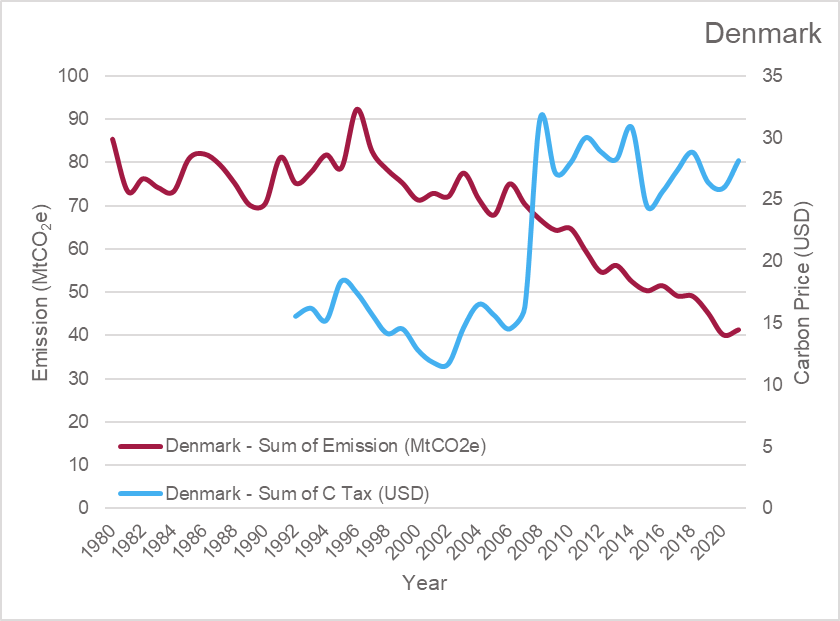 Denmark
100
90
80
70
60
50
40
30
20
10
0
Emission (MtCO₂e)
35
30
25
20
15
10
5
0
Carbon Price (USD)
Denmark - Sum of Emission (MtCO2e)
Denmark - Sum of C Tax (USD)
1980 1982 1984 1986 1988 1990 1992 1994 1996 1998 2000 2002 2004 2006 2008 2010 2012 2014 2016 2018 2020
Year